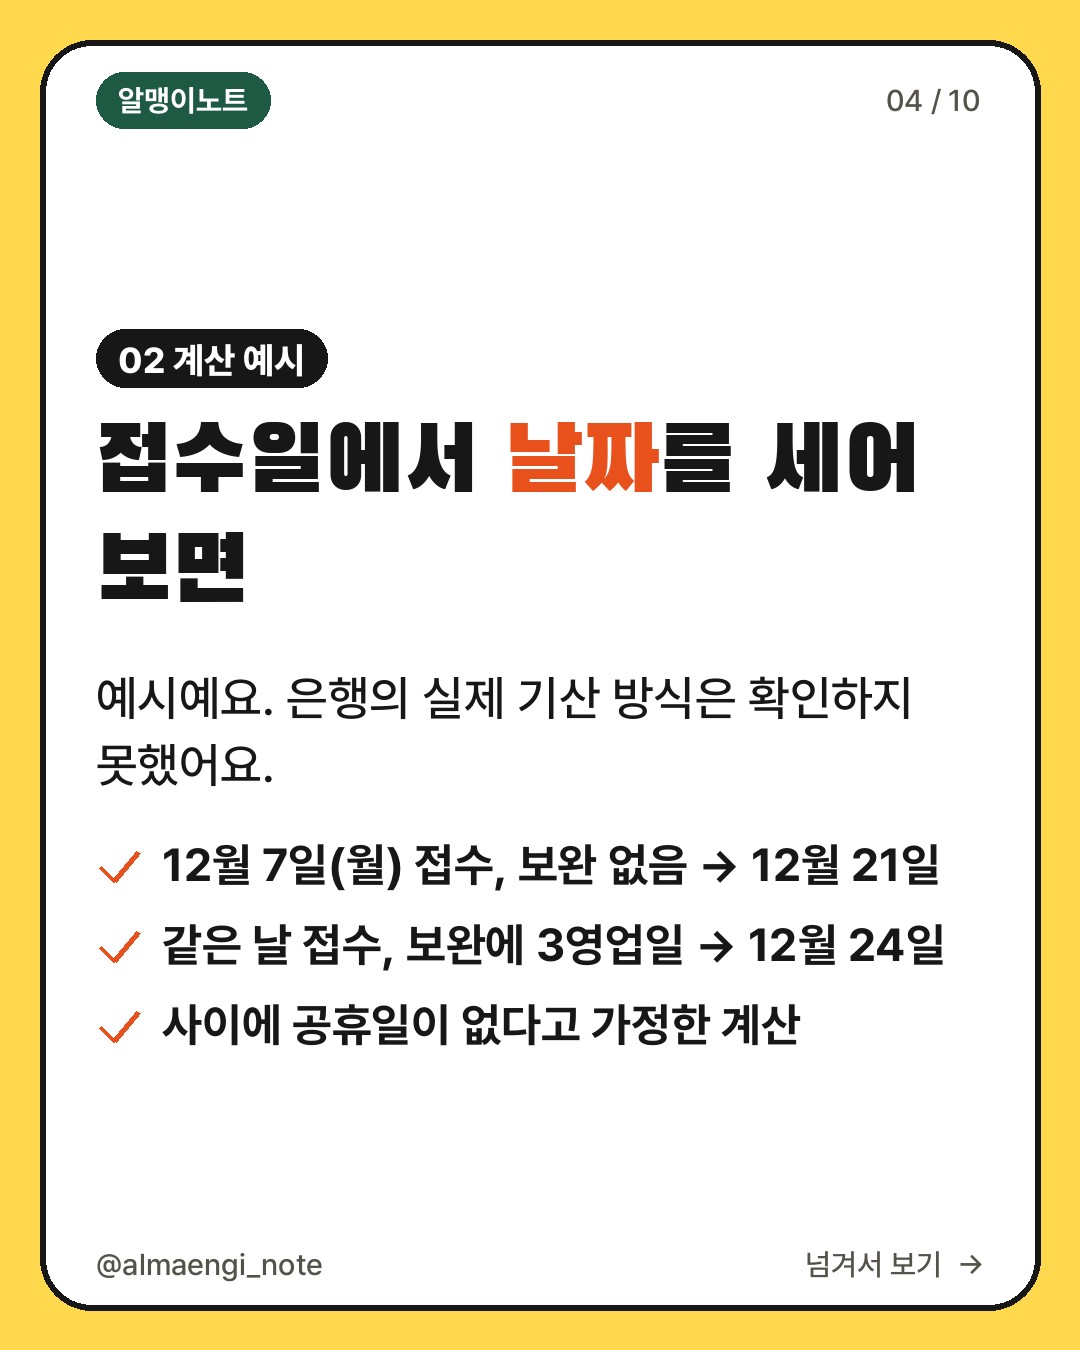 알맹이노트
04 / 10
02 계산 예시
접수일에서 날짜를 세어
보면
예시예요. 은행의 실제 기산 방식은 확인하지
못했어요.
12월 7일(월) 접수, 보완 없음 → 12월 21일
같은 날 접수, 보완에 3영업일 → 12월 24일
사이에 공휴일이 없다고 가정한 계산
@almaengi_note
넘겨서 보기 →